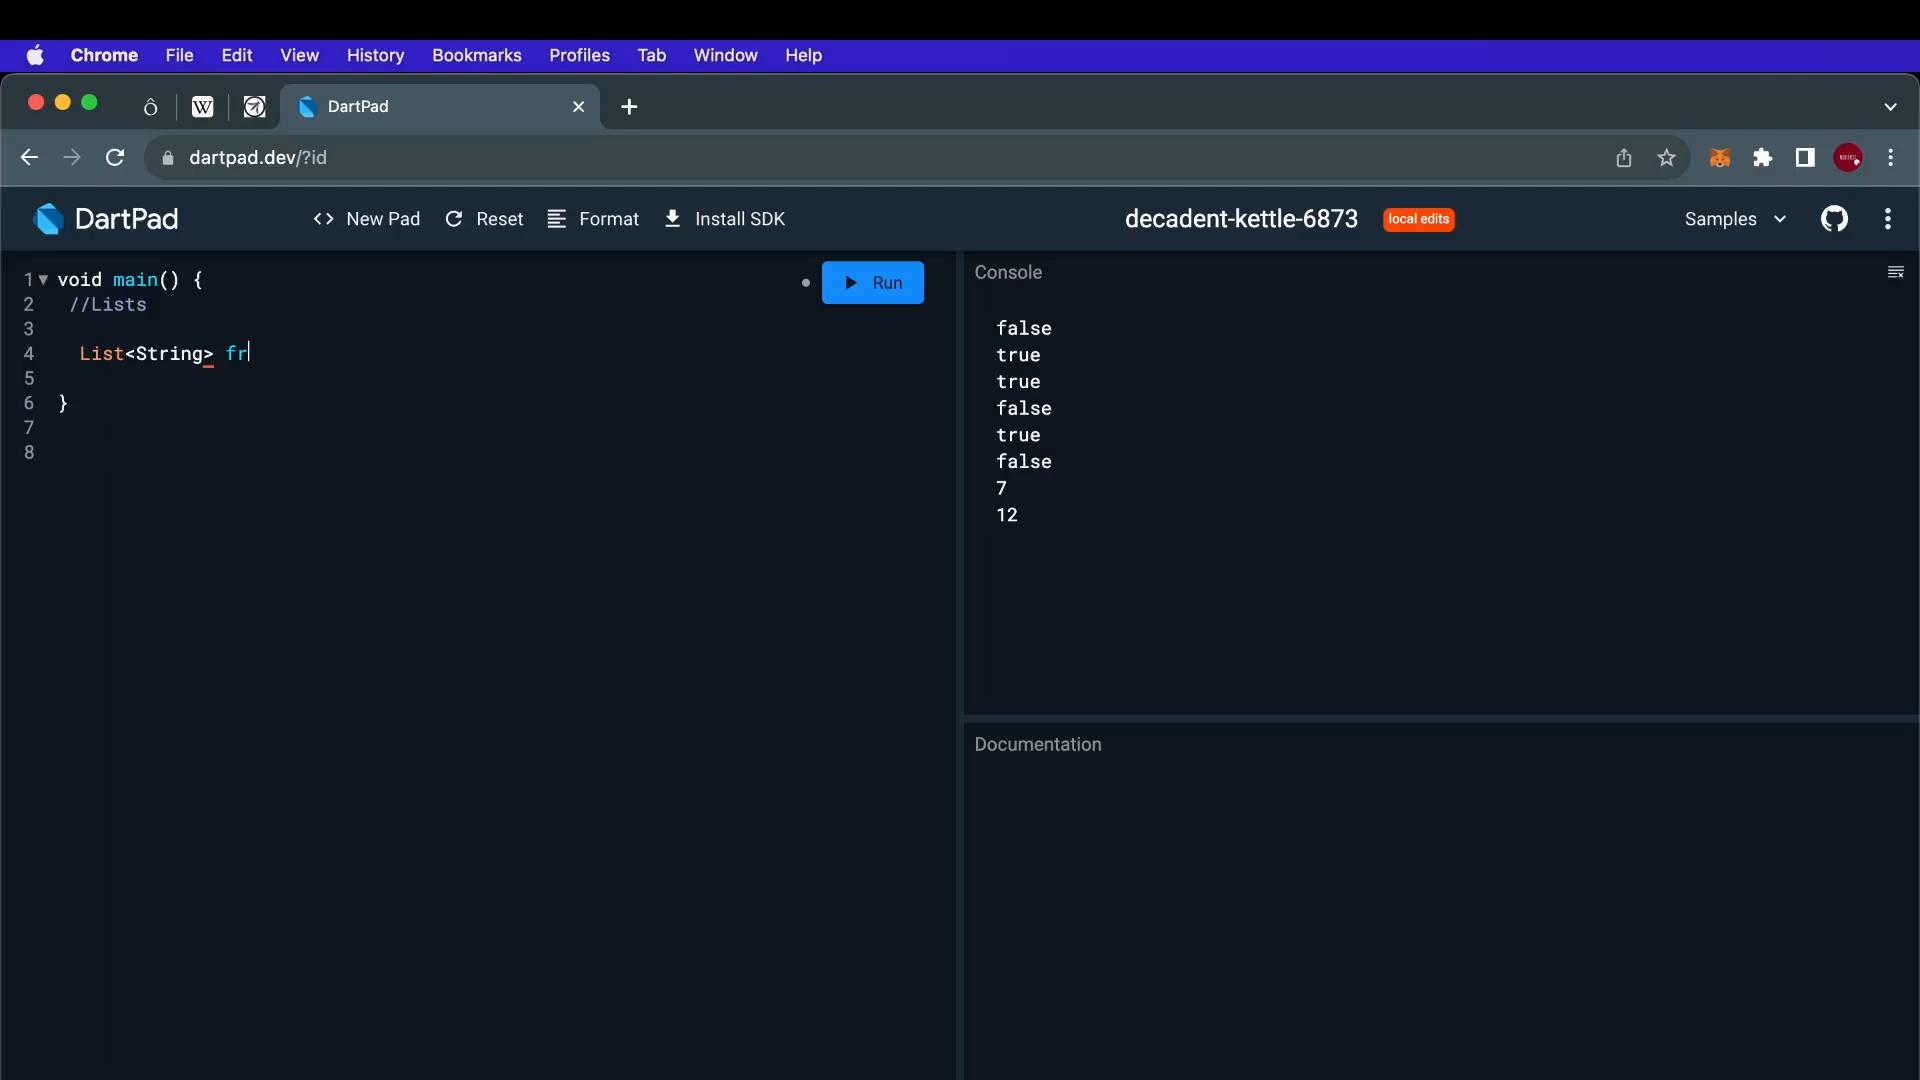 Chrome File Edit View History Bookmarks Profiles Tab Window Help
W DartPad
dartpad.dev/?id
DartPad <> New Pad Reset Format Install SDK decadent-kettle-6873 local edits Samples
1 void main() {
2 //Lists
3
4 List<String> fr
5
6 }
7
8
Run
Console
false
true
true
false
true
false
7
12
Documentation